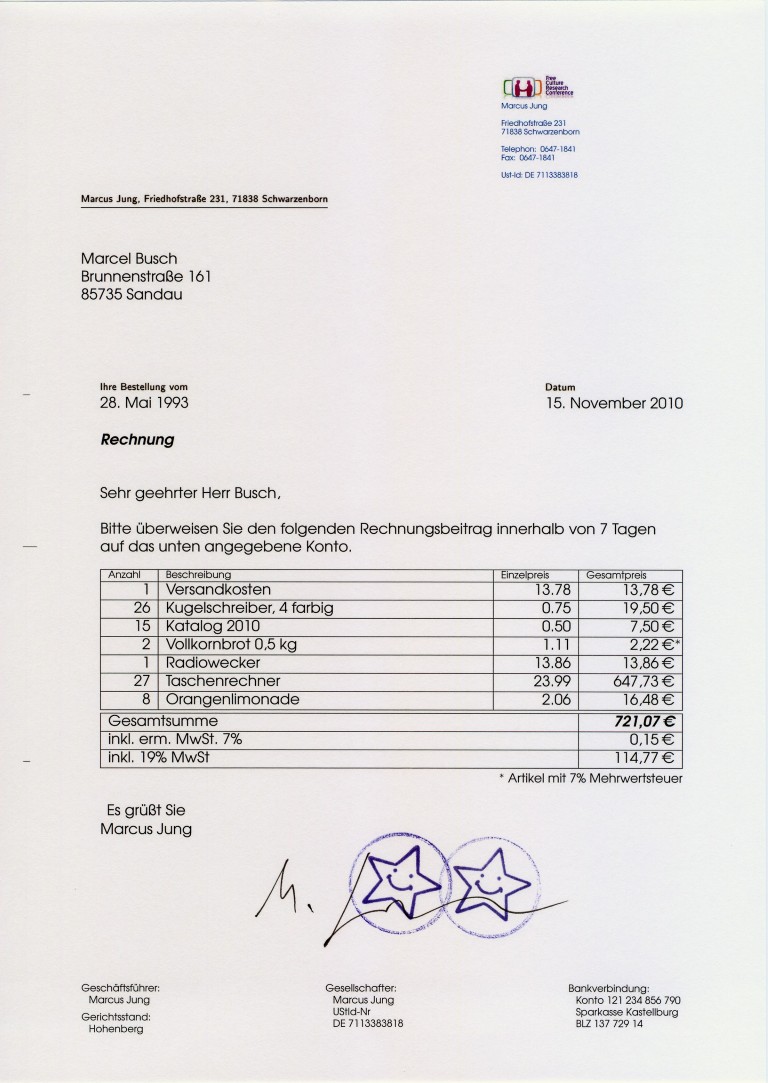 Free
Culture
Research
Conference
Marcus Jung
Friedhofstraße 231
71838 Schwarzenborn
Telephon: 0647-1841
Fax: 0647-1841
Ust-Id: DE 7113383818
Marcus Jung, Friedhofstraße 231, 71838 Schwarzenborn
Marcel Busch
Brunnenstraße 161
85735 Sandau
Ihre Bestellung vom Datum
28. Mai 1993 15. November 2010
Rechnung
Sehr geehrter Herr Busch,
Bitte überweisen Sie den folgenden Rechnungsbeitrag innerhalb von 7 Tagen
auf das unten angegebene Konto.
Anzahl Beschreibung Einzelpreis Gesamtpreis
1 Versandkosten 13.78 13,78 €
26 Kugelschreiber, 4 farbig 0.75 19,50 €
15 Katalog 2010 0.50 7,50 €
2 Vollkornbrot 0,5 kg 1.11 2,22 €*
1 Radiowecker 13.86 13,86 €
27 Taschenrechner 23.99 647,73 €
8 Orangenlimonade 2.06 16,48 €
Gesamtsumme 721,07 €
inkl. erm. MwSt. 7% 0,15 €
inkl. 19% MwSt 114,77 €
* Artikel mit 7% Mehrwertsteuer
Es grüßt Sie
Marcus Jung
Geschäftsführer:
Marcus Jung
Gerichtsstand:
Hohenberg
Gesellschafter:
Marcus Jung
UStId-Nr
DE 7113383818
Bankverbindung:
Konto 121 234 856 790
Sparkasse Kastellburg
BLZ 137 729 14